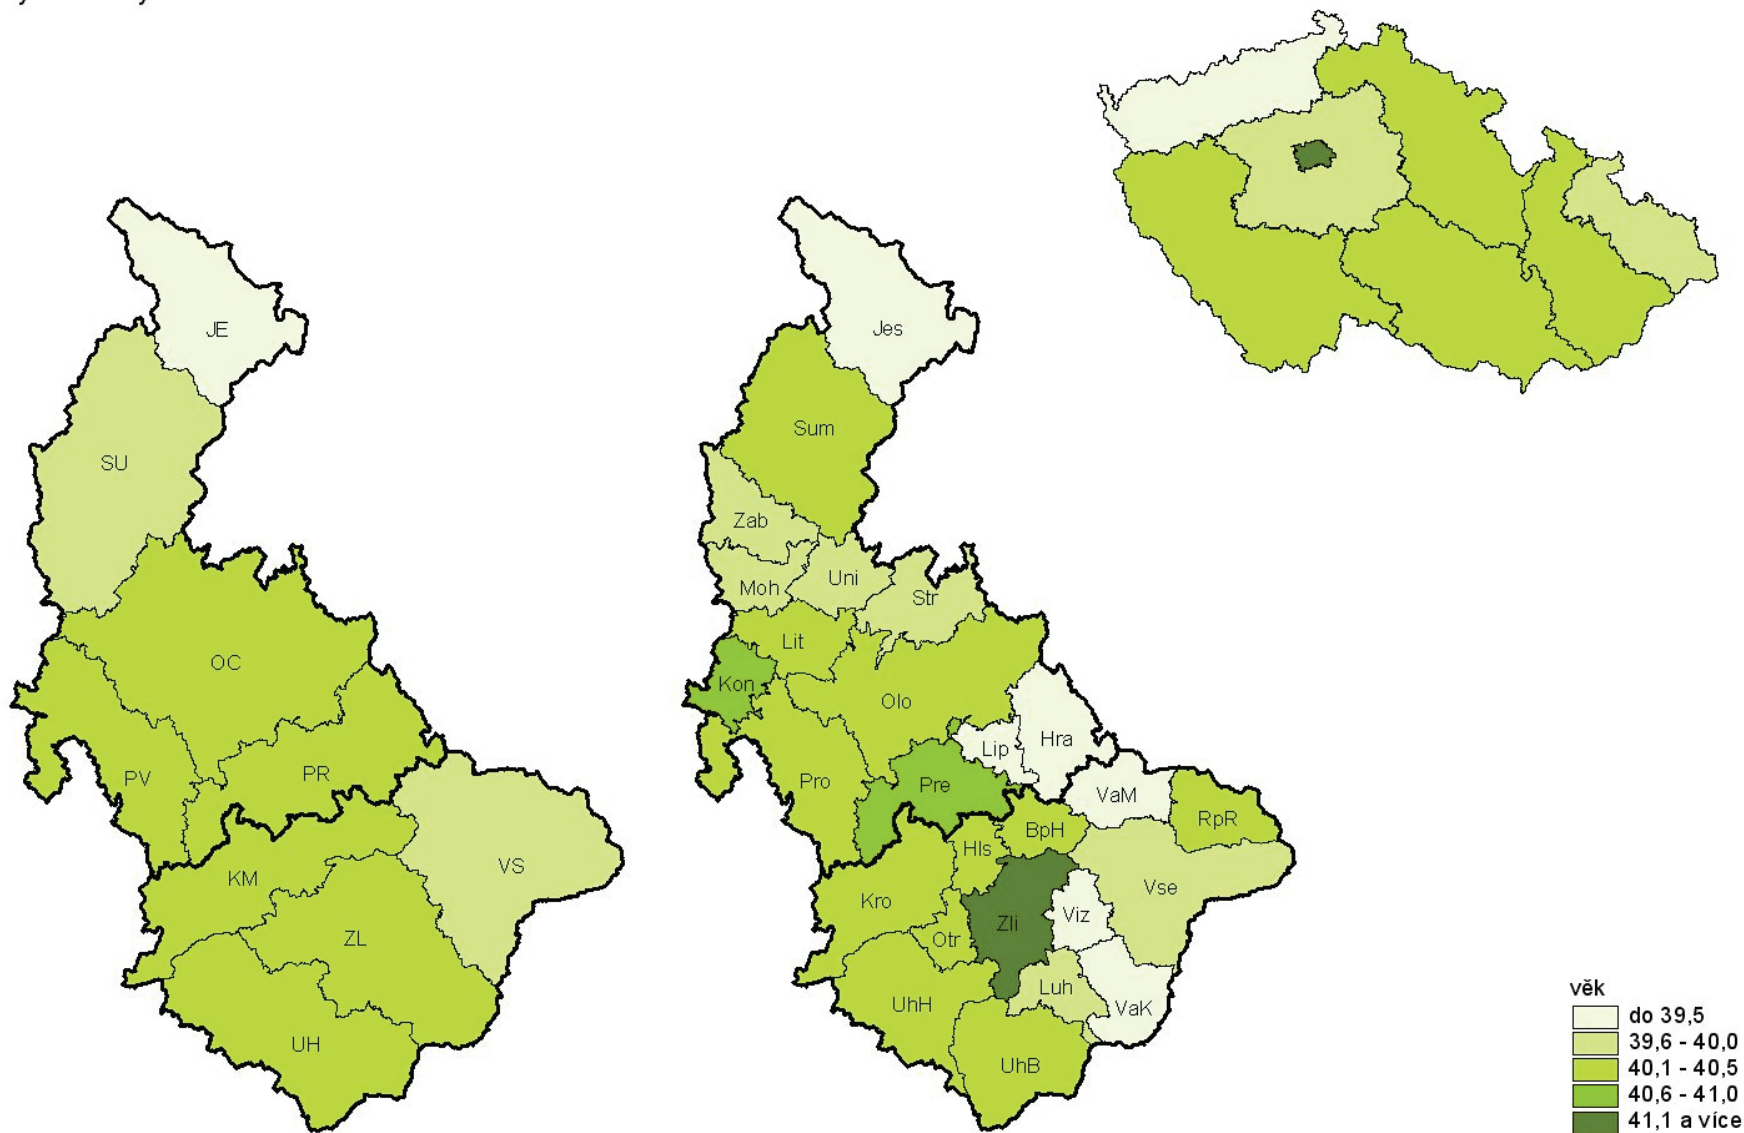 JE
SU
OC
PV
PR
KM
VS
ZL
UH
Jes
Sum
Zab
Moh
Uni
Str
Lit
Kon
Olo
Lip
Hra
Pro
Pre
VaM
RpR
BpH
Hls
Vse
Kro
Zli
Viz
Otr
Luh
UhH
VaK
UhB
věk
do 39,5
39,6 - 40,0
40,1 - 40,5
40,6 - 41,0
41,1 a více